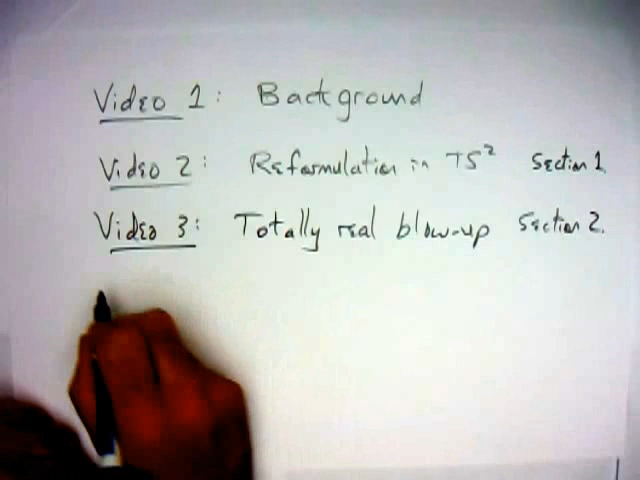 Video 1: Background
Video 2: Reformulation in TS² Section 1.
Video 3: Totally real blow-up Section 2.